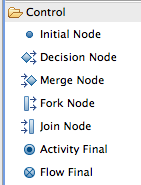 Control
Initial Node
Decision Node
Merge Node
Fork Node
Join Node
Activity Final
Flow Final